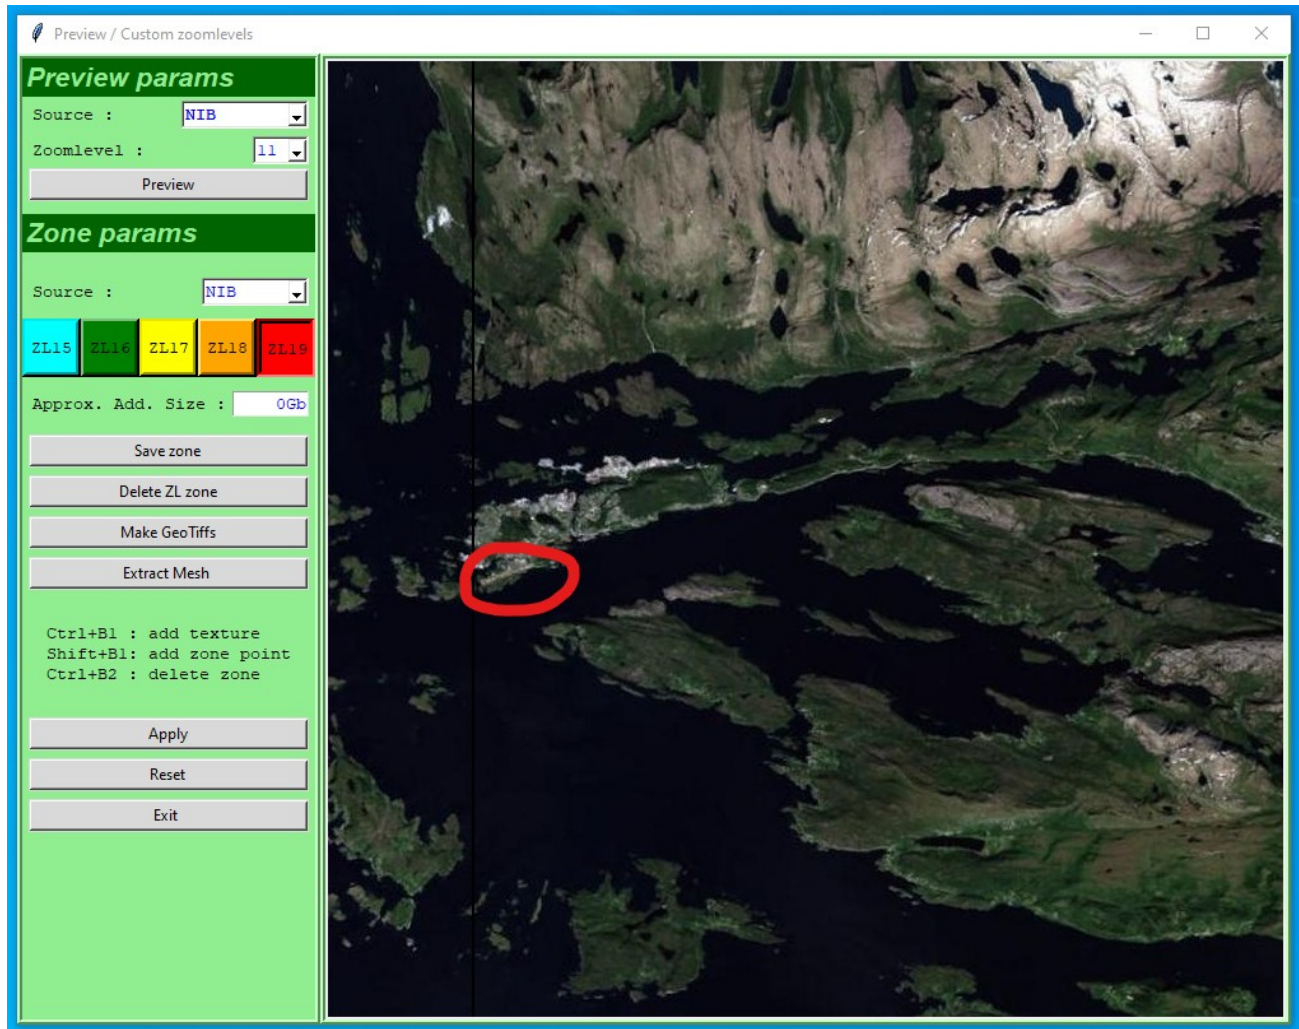 Preview / Custom zoomlevels
Preview params
Source : NIB
Zoomlevel : 11
Preview
Zone params
Source : NIB
ZL15 ZL16 ZL17 ZL18 ZL19
Approx. Add. Size : 0Gb
Save zone
Delete ZL zone
Make GeoTiffs
Extract Mesh
Ctrl+B1 : add texture
Shift+B1: add zone point
Ctrl+B2 : delete zone
Apply
Reset
Exit